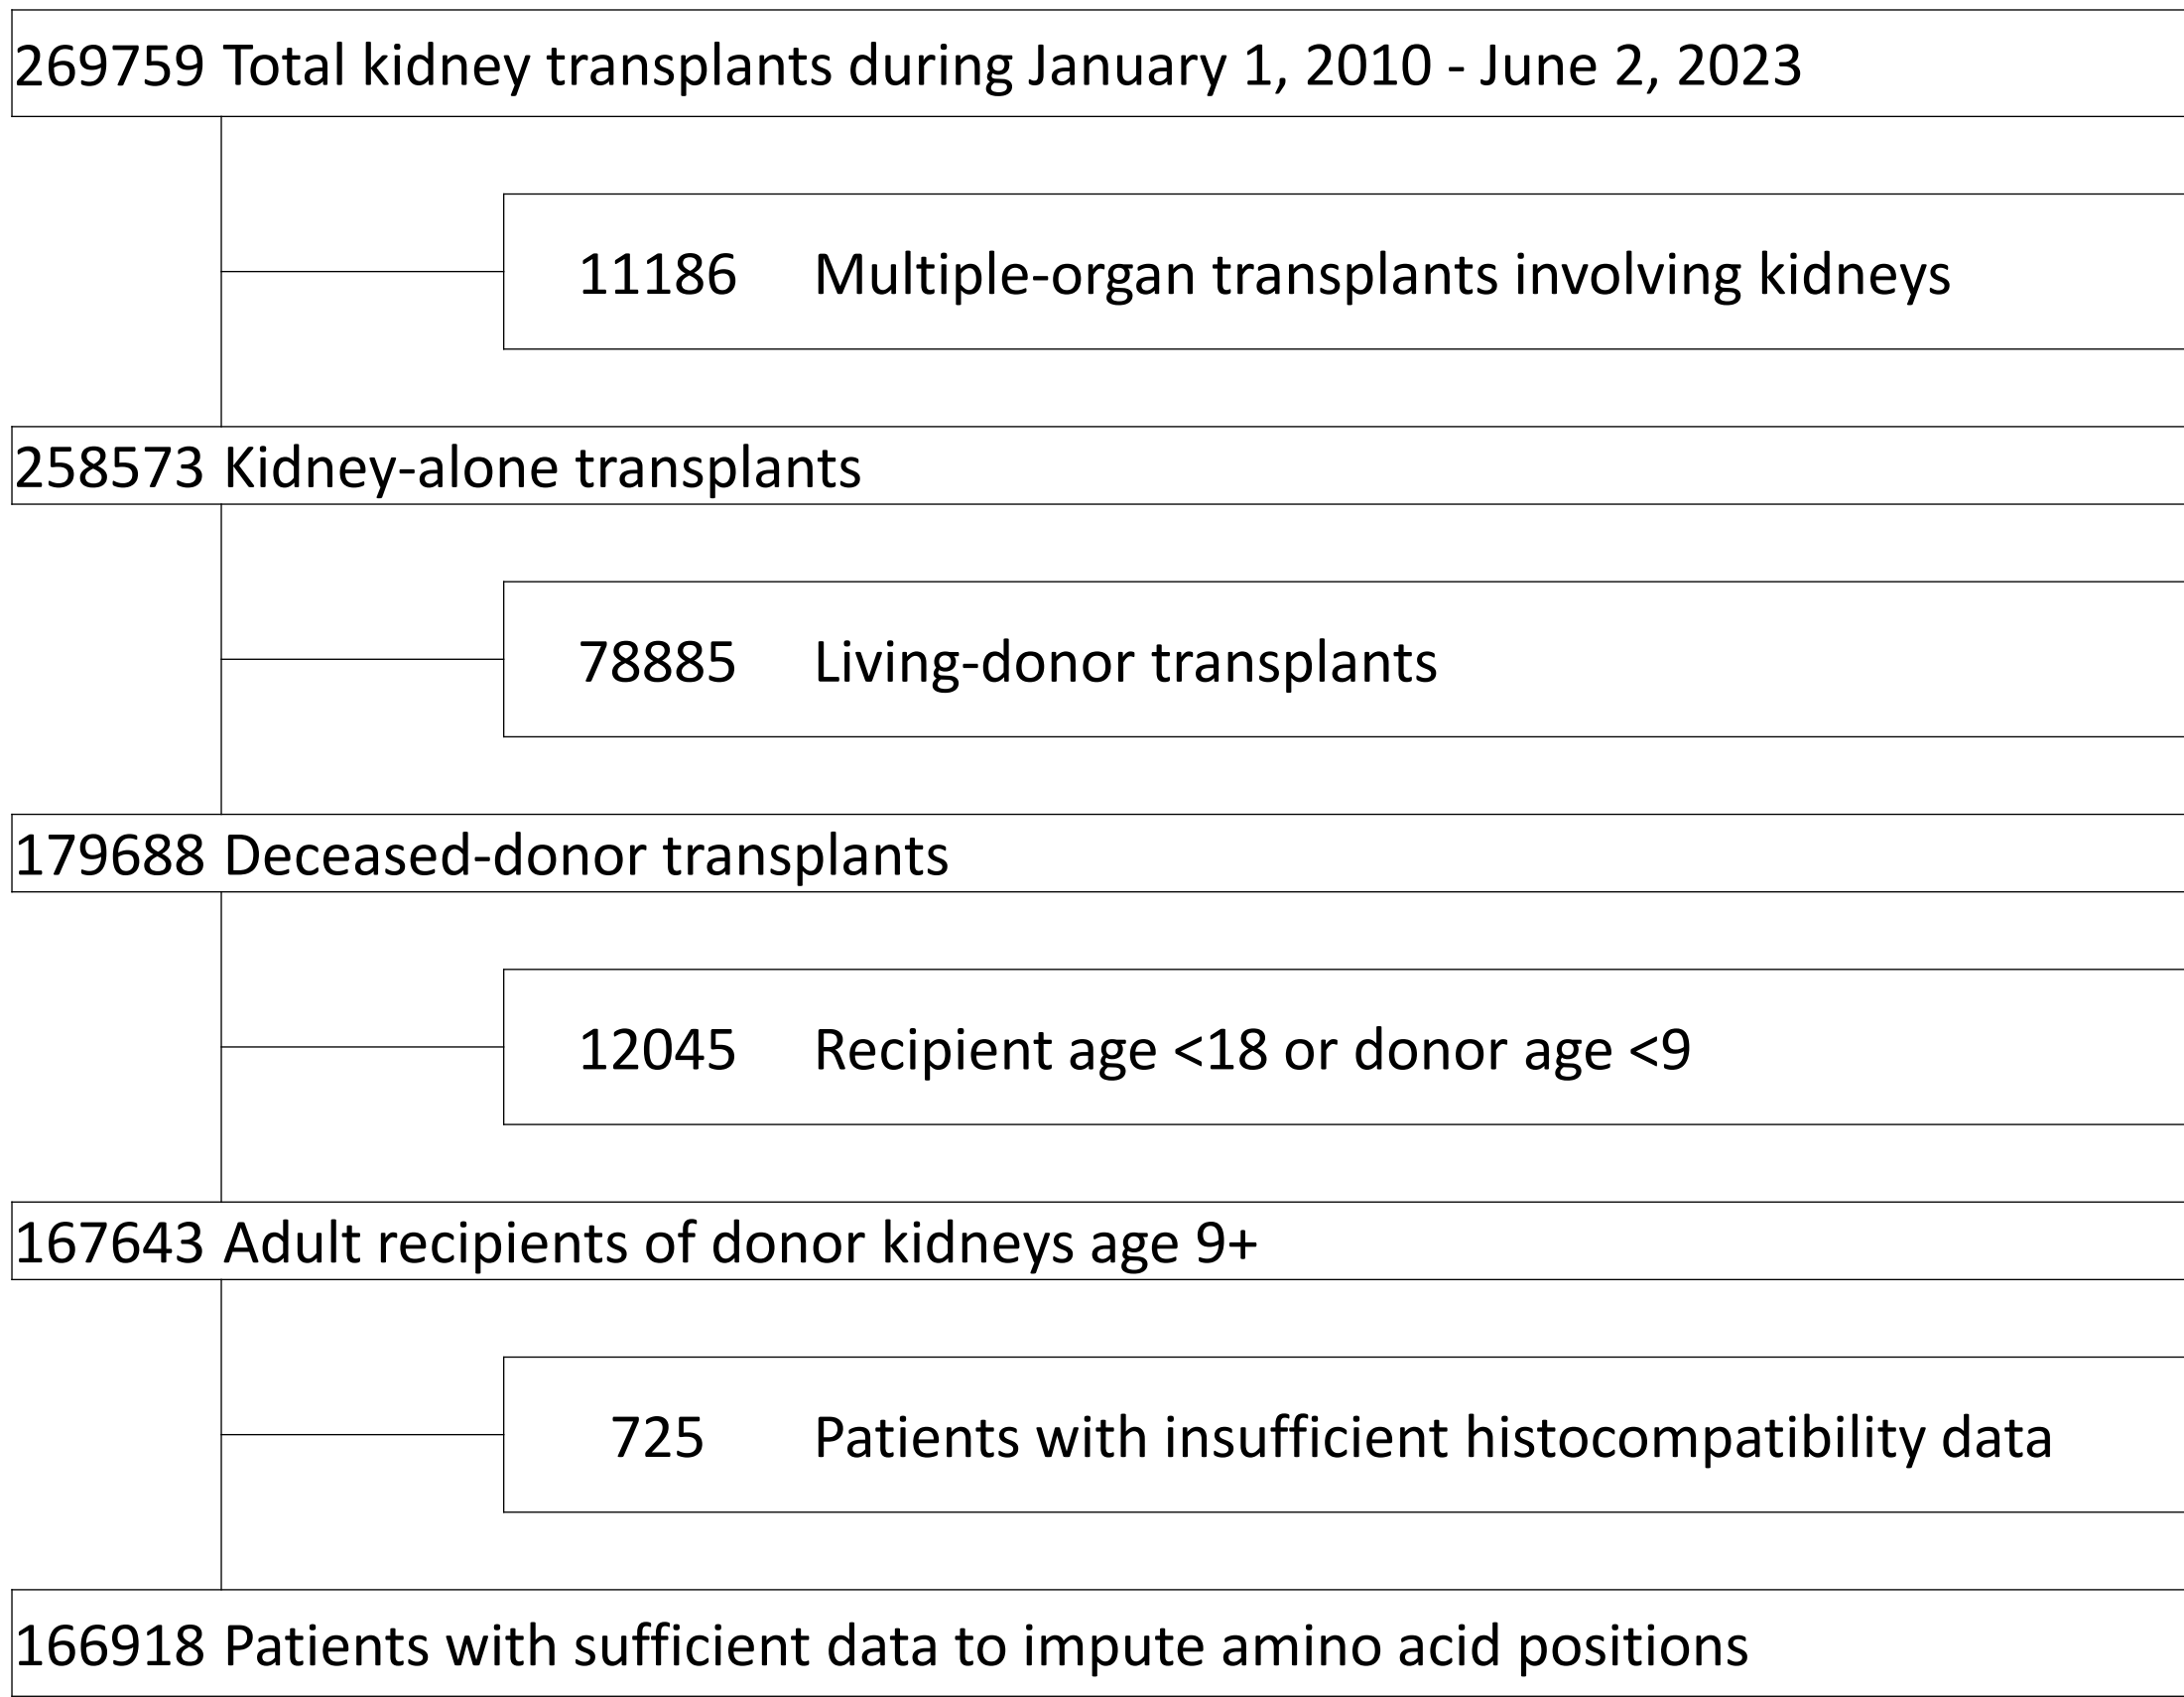 269759 Total kidney transplants during January 1, 2010 - June 2, 2023
11186 Multiple-organ transplants involving kidneys
258573 Kidney-alone transplants
78885 Living-donor transplants
179688 Deceased-donor transplants
12045 Recipient age <18 or donor age <9
167643 Adult recipients of donor kidneys age 9+
725 Patients with insufficient histocompatibility data
166918 Patients with sufficient data to impute amino acid positions